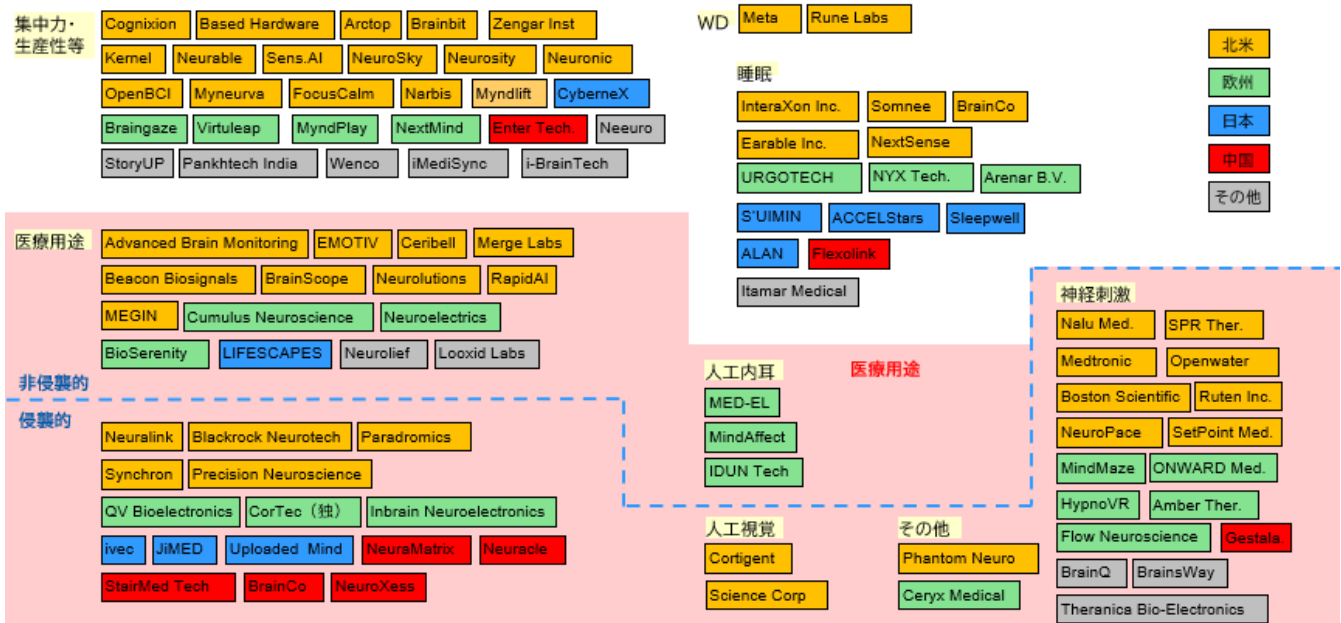 集中力・
生産性等
Cognixion Based Hardware Arctop Brainbit Zengar Inst
Kernel Neurable Sens.AI NeuroSky Neurosity Neuronic
OpenBCI Myneurva FocusCalm Narbis Myndlift CyberneX
Braingaze Virtuleap MyndPlay NextMind Enter Tech. Neeuro
StoryUP Pankhtech India Wenco iMediSync i-BrainTech
WD Meta Rune Labs
睡眠
InteraXon Inc. Somnee BrainCo
Earable Inc. NextSense
URGOTECH NYX Tech. Arenar B.V.
S'UIMIN ACCELStars Sleepwell
ALAN Flexolink
Itamar Medical
北米
欧州
日本
中国
その他
医療用途
Advanced Brain Monitoring EMOTIV Ceribell Merge Labs
Beacon Biosignals BrainScope Neurolutions RapidAI
MEGIN Cumulus Neuroscience Neuroelectrics
BioSerenity LIFESCAPES Neurolief Looxid Labs
非侵襲的
侵襲的
Neuralink Blackrock Neurotech Paradromics
Synchron Precision Neuroscience
QV Bioelectronics CorTec（独） Inbrain Neuroelectronics
ivec JiMED Uploaded Mind NeuraMatrix Neuracle
StairMed Tech BrainCo NeuroXess
人工内耳
MED-EL
MindAffect
IDUN Tech
医療用途
人工視覚
Cortigent
Science Corp
その他
Phantom Neuro
Ceryx Medical
神経刺激
Nalu Med. SPR Ther.
Medtronic Openwater
Boston Scientific Ruten Inc.
NeuroPace SetPoint Med.
MindMaze ONWARD Med.
HypnoVR Amber Ther.
Flow Neuroscience Gestala.
BrainQ BrainsWay
Theranica Bio-Electronics